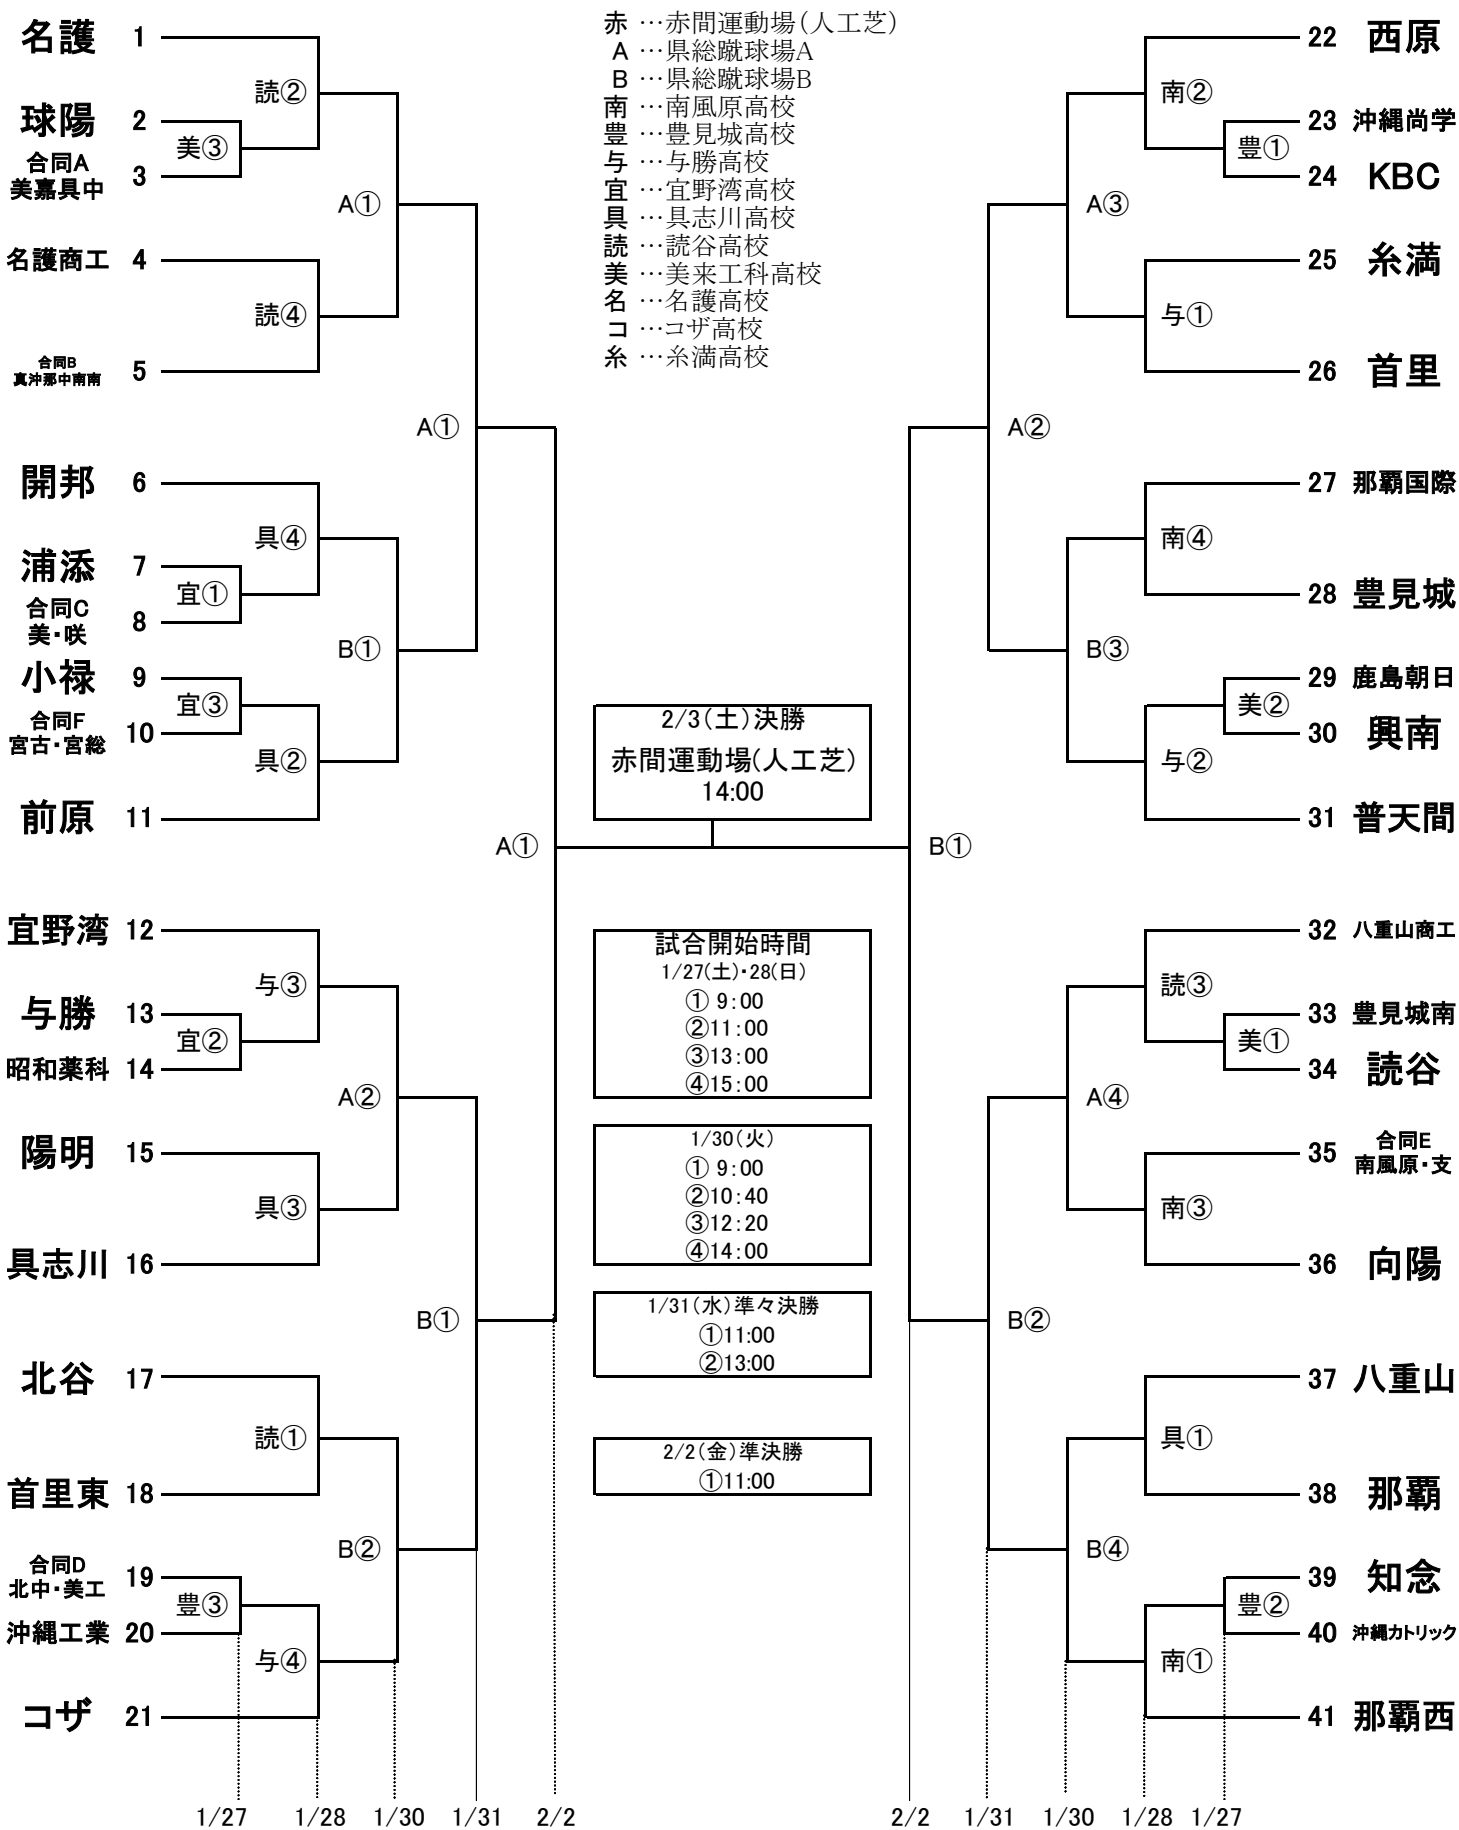 赤 …赤間運動場(人工芝)
A …県総蹴球場A
B …県総蹴球場B
南 …南風原高校
豊 …豊見城高校
与 …与勝高校
宜 …宜野湾高校
具 …具志川高校
読 …読谷高校
美 …美来工科高校
名 …名護高校
コ …コザ高校
糸 …糸満高校
名護 1
読②
球陽 2
美③
合同A
美嘉具中 3
A①
名護商工 4
読④
合同B
真沖那中南南 5
A①
開邦 6
具④
浦添 7
宜①
合同C
美・咲 8
B①
小禄 9
宜③
合同F
宮古・宮総 10
具②
前原 11
A①
宜野湾 12
与③
与勝 13
宜②
昭和薬科 14
A②
陽明 15
具③
具志川 16
B①
北谷 17
読①
首里東 18
B②
合同D
北中・美工 19
豊③
沖縄工業 20
与④
コザ 21
2/3(土)決勝
赤間運動場(人工芝)
14:00
試合開始時間
1/27(土)・28(日)
① 9:00
②11:00
③13:00
④15:00
1/30(火)
① 9:00
②10:40
③12:20
④14:00
1/31(水)準々決勝
①11:00
②13:00
2/2(金)準決勝
①11:00
22 西原
南②
23 沖縄尚学
豊①
24 KBC
A③
25 糸満
与①
26 首里
A②
27 那覇国際
南④
28 豊見城
B③
29 鹿島朝日
美②
30 興南
与②
31 普天間
B①
32 八重山商工
読③
33 豊見城南
美①
34 読谷
A④
35 合同E
南風原・支
南③
36 向陽
B②
37 八重山
具①
38 那覇
B④
39 知念
豊②
40 沖縄カトリック
南①
41 那覇西
1/27 1/28 1/30 1/31 2/2 2/2 1/31 1/30 1/28 1/27